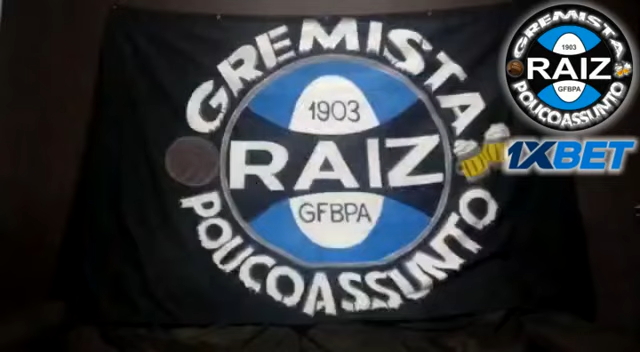 GREMISTA
1903
RAIZ
GFBPA
POUCOASSUNTO
GREMISTA
1903
RAIZ
GFBPA
POUCOASSUNTO
1XBET